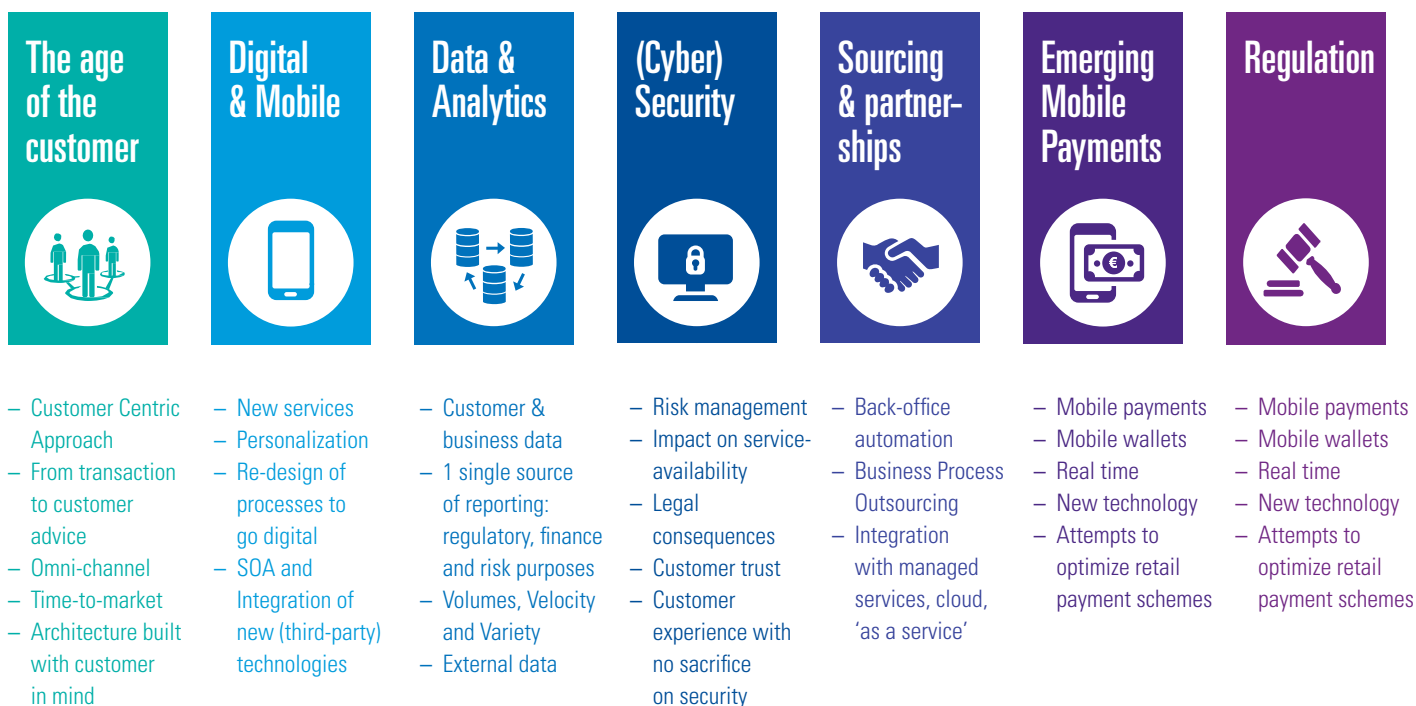 The age
of the
customer
Digital
& Mobile
Data &
Analytics
(Cyber)
Security
Sourcing
& partner-
ships
Emerging
Mobile
Payments
Regulation
€
– Customer Centric
Approach
– From transaction
to customer
advice
– Omni-channel
– Time-to-market
– Architecture built
with customer
in mind
– New services
– Personalization
– Re-design of
processes to
go digital
– SOA and
Integration of
new (third-party)
technologies
– Customer &
business data
– 1 single source
of reporting:
regulatory, finance
and risk purposes
– Volumes, Velocity
and Variety
– External data
– Risk management
– Impact on service-
availability
– Legal
consequences
– Customer trust
– Customer
experience with
no sacrifice
on security
– Back-office
automation
– Business Process
Outsourcing
– Integration
with managed
services, cloud,
‘as a service’
– Mobile payments
– Mobile wallets
– Real time
– New technology
– Attempts to
optimize retail
payment schemes
– Mobile payments
– Mobile wallets
– Real time
– New technology
– Attempts to
optimize retail
payment schemes